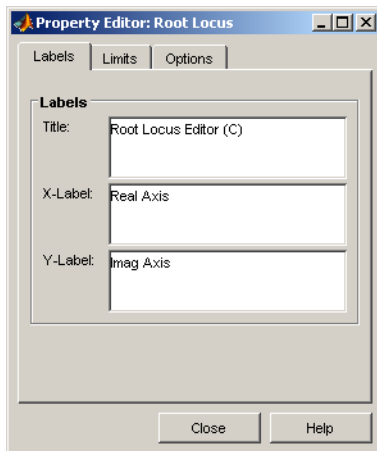 Property Editor: Root Locus
Labels Limits Options
Labels
Title: Root Locus Editor (C)
X-Label: Real Axis
Y-Label: Imag Axis
Close Help